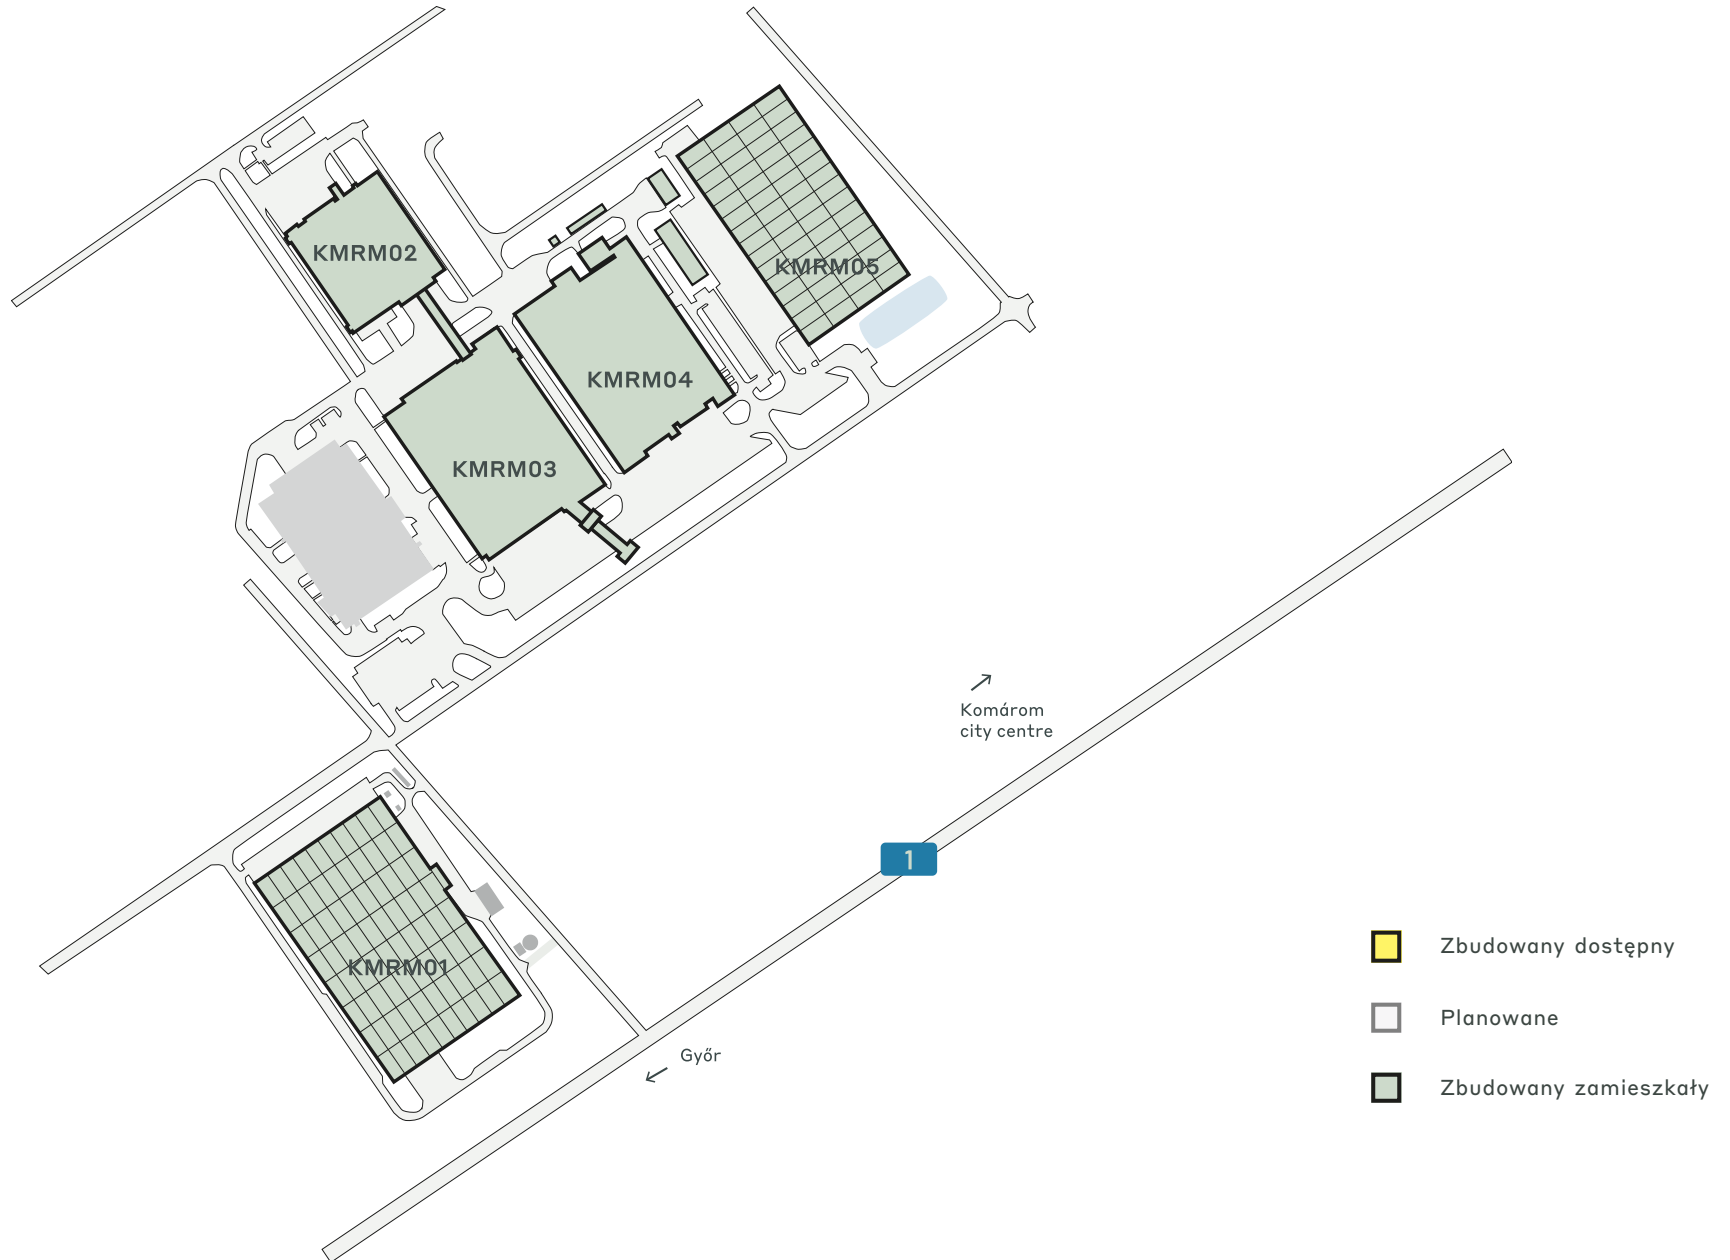 KMRM02
KMRM05
KMRM04
KMRM03
Komárom
city centre
1
KMRM01
Győr
Zbudowany dostępny
Planowane
Zbudowany zamieszkały